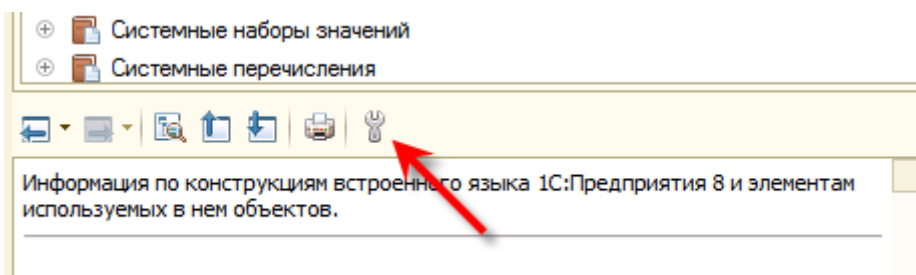 Системные наборы значений
Системные перечисления
Информация по конструкциям встроенного языка 1С:Предприятия 8 и элементам
используемых в нем объектов.